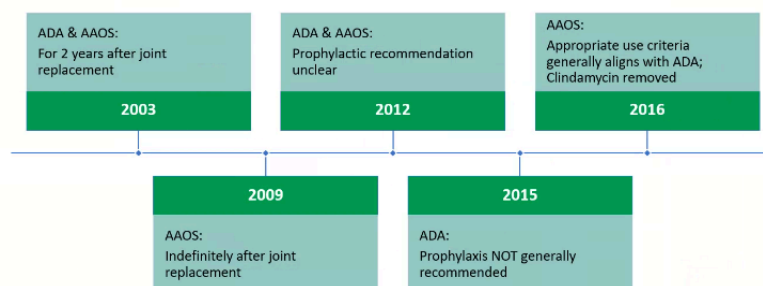 ADA & AAOS:
For 2 years after joint
replacement
2003
ADA & AAOS:
Prophylactic recommendation
unclear
2012
AAOS:
Appropriate use criteria
generally aligns with ADA;
Clindamycin removed
2016
2009
AAOS:
Indefinitely after joint
replacement
2015
ADA:
Prophylaxis NOT generally
recommended